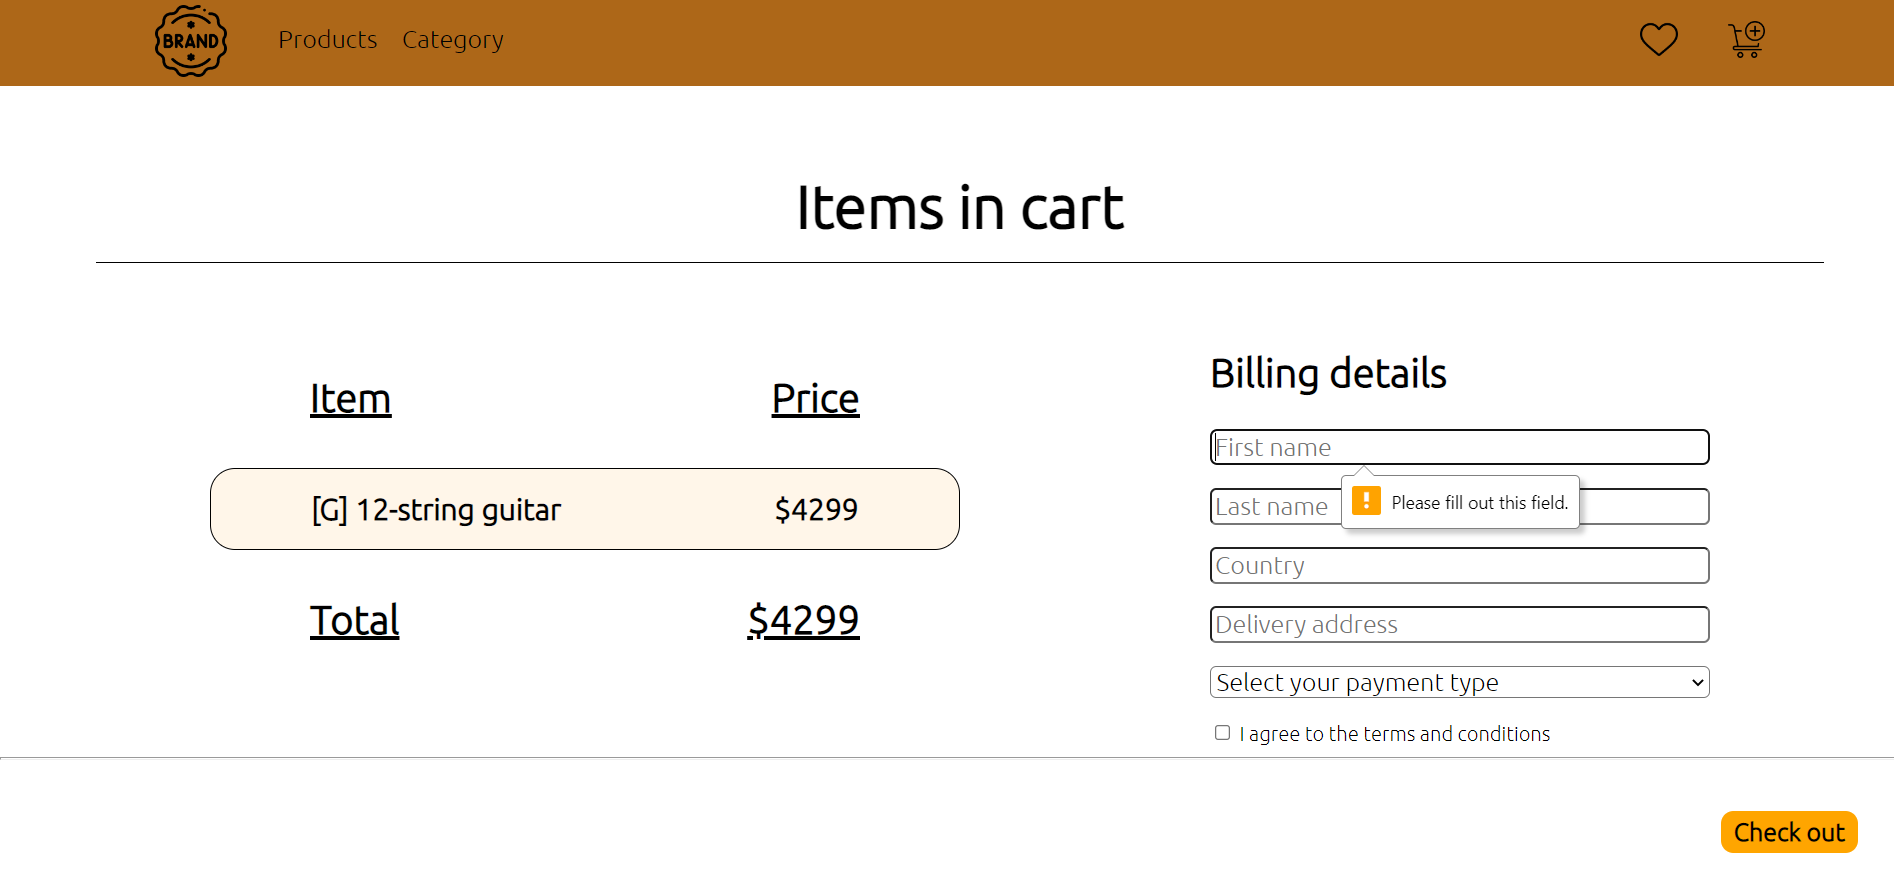 BRAND Products Category
Items in cart
Item Price
[G] 12-string guitar $4299
Total $4299
Billing details
First name
Please fill out this field.
Last name
Country
Delivery address
Select your payment type
I agree to the terms and conditions
Check out